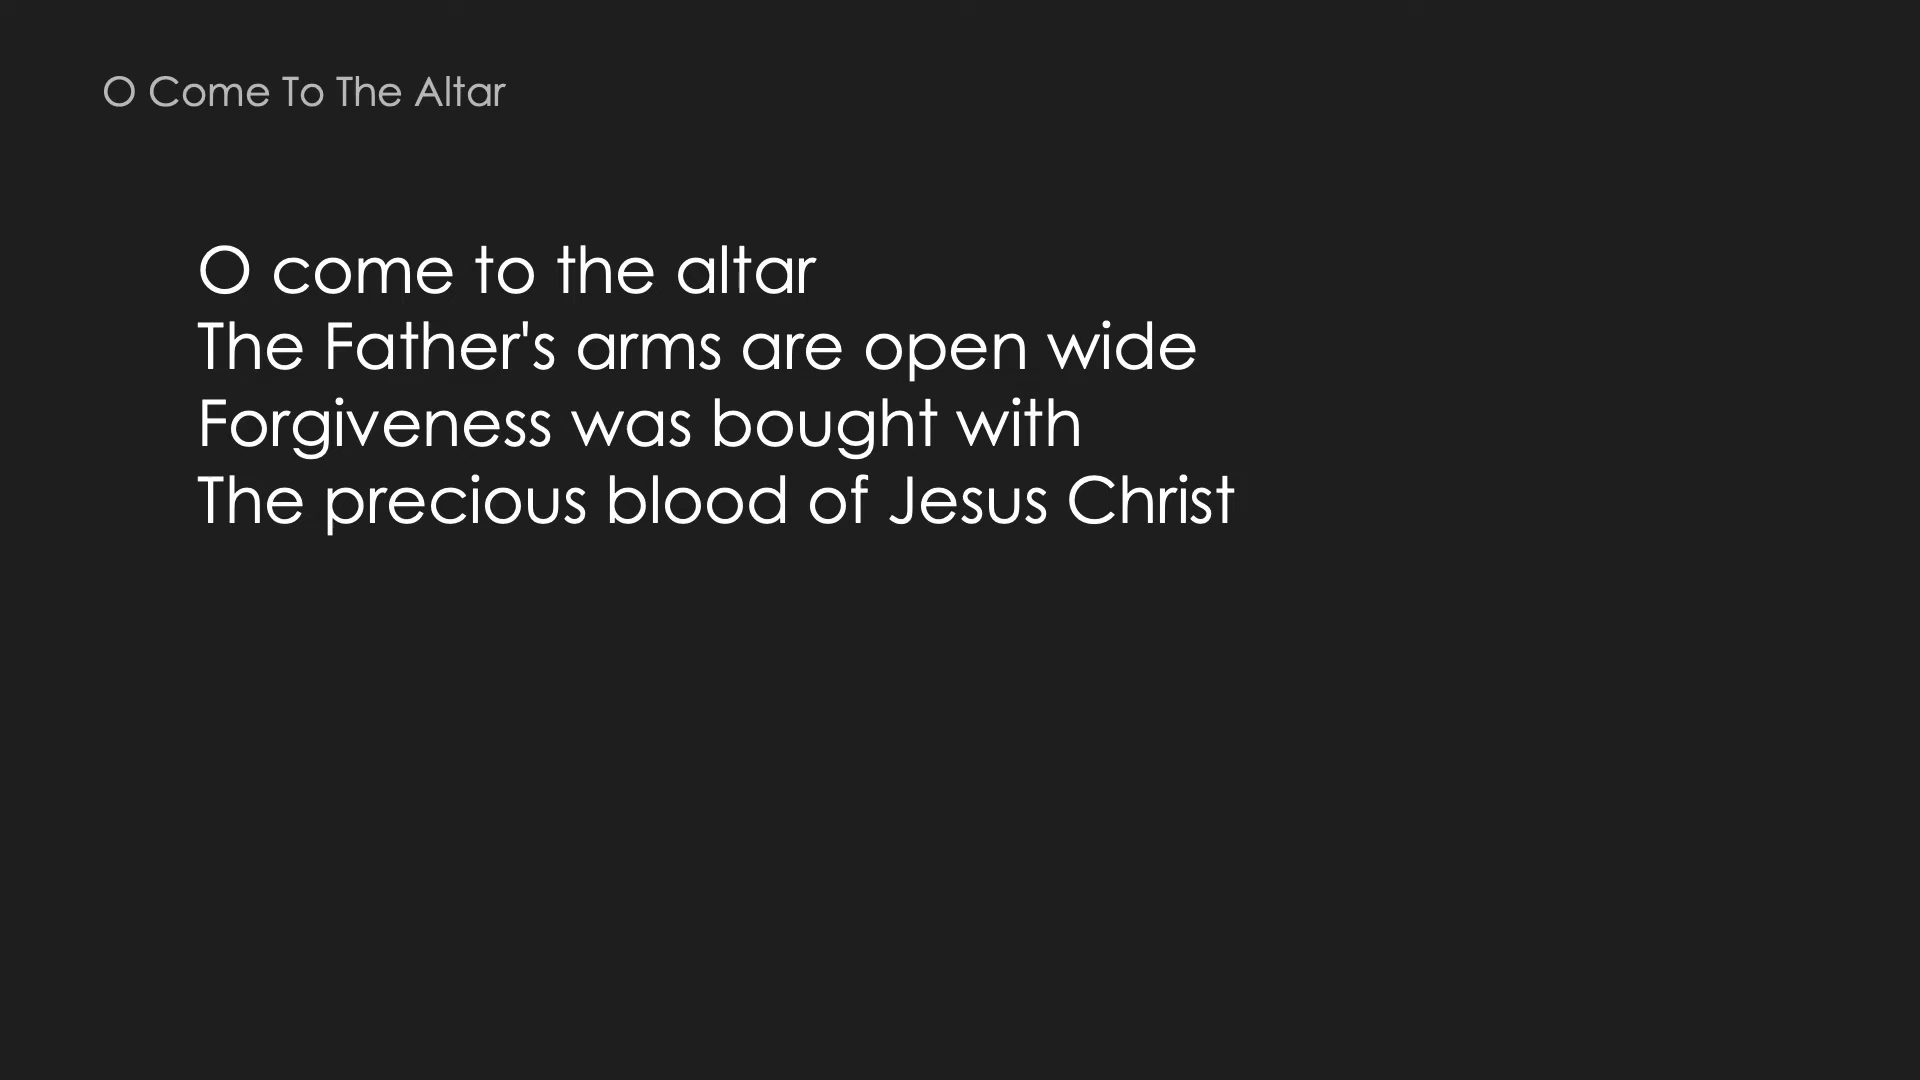 O Come To The Altar
O come to the altar
The Father's arms are open wide
Forgiveness was bought with
The precious blood of Jesus Christ